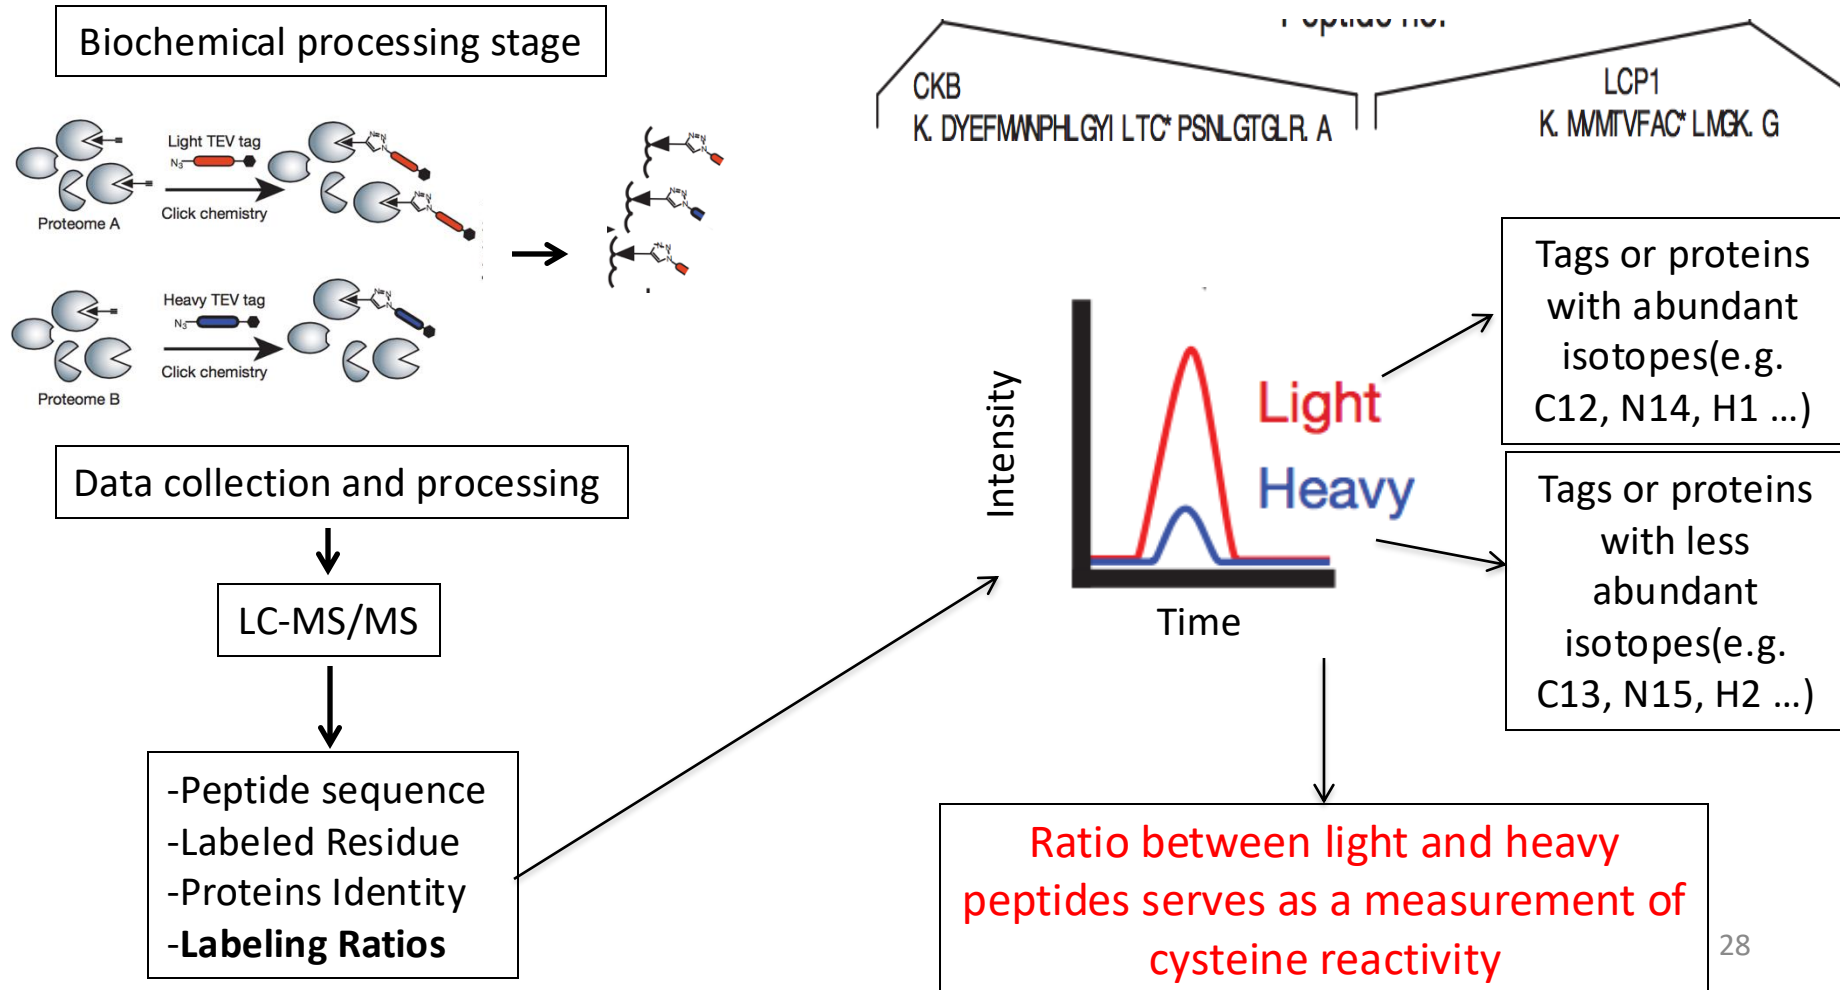 Biochemical processing stage
Light TEV tag
N₃
Click chemistry
Proteome A
Heavy TEV tag
N₃
Click chemistry
Proteome B
N=N
N
N=N
N
N=N
N
N=N
N
N=N
N
N
N
N
Data collection and processing
LC-MS/MS
-Peptide sequence
-Labeled Residue
-Proteins Identity
-Labeling Ratios
CKB
K. DYEFMWNPHLGYI LTC* PSNLGTGLR. A
LCP1
K. MVMTVFAC* LMGK. G
Intensity
Time
Light
Heavy
Tags or proteins
with abundant
isotopes(e.g.
C12, N14, H1 …)
Tags or proteins
with less
abundant
isotopes(e.g.
C13, N15, H2 …)
Ratio between light and heavy
peptides serves as a measurement of
cysteine reactivity
28